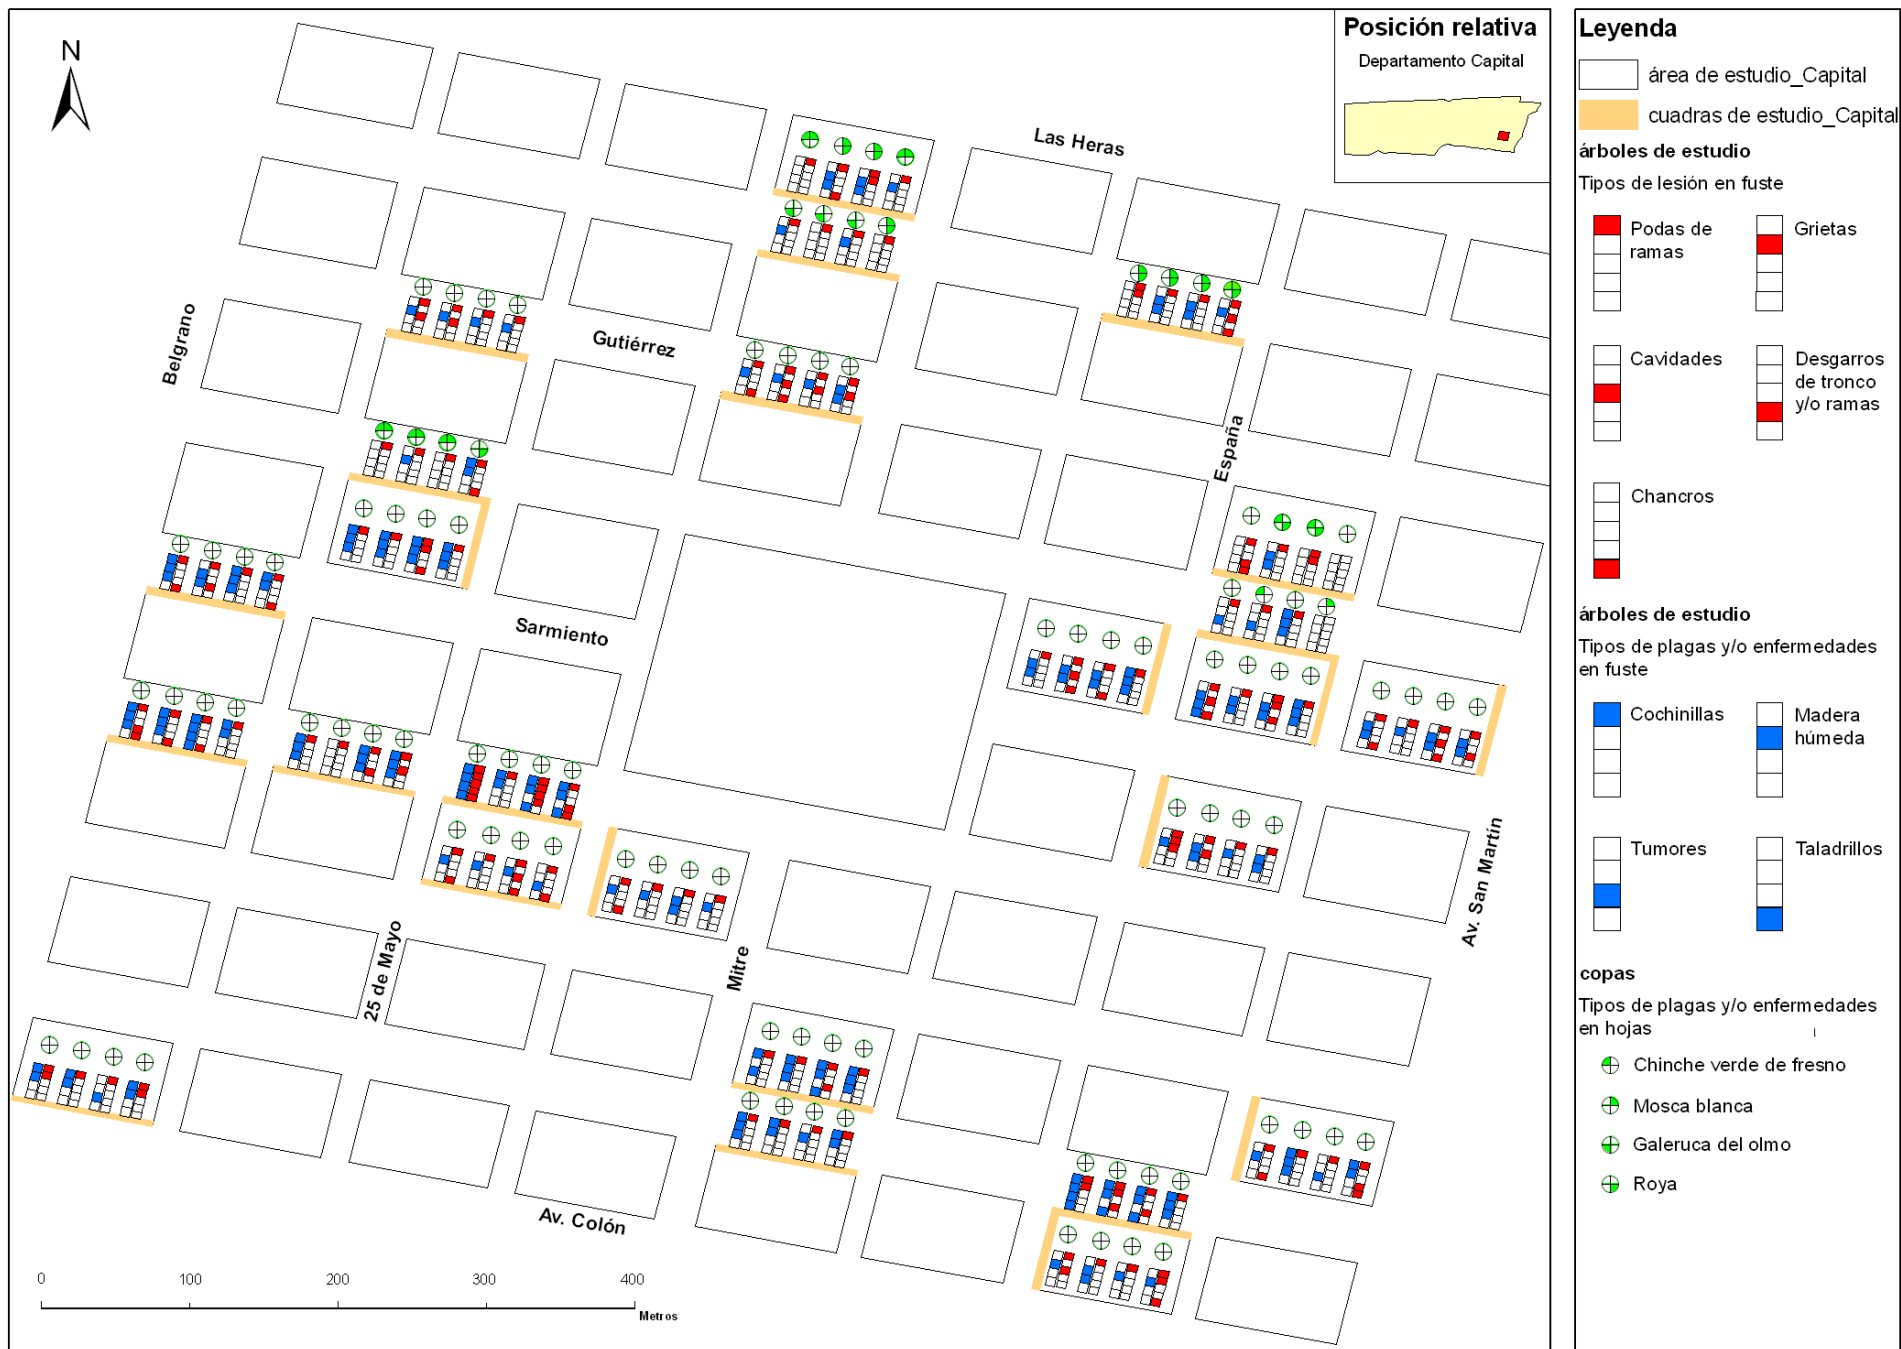 N
Posición relativa
Departamento Capital
Las Heras
Belgrano
Gutiérrez
España
Sarmiento
Av. San Martín
25 de Mayo
Mitre
Av. Colón
0 100 200 300 400
Metros
Leyenda
área de estudio_Capital
cuadras de estudio_Capital
árboles de estudio
Tipos de lesión en fuste
Podas de
ramas
Grietas
Cavidades
Desgarros
de tronco
y/o ramas
Chancros
árboles de estudio
Tipos de plagas y/o enfermedades
en fuste
Cochinillas
Madera
húmeda
Tumores
Taladrillos
copas
Tipos de plagas y/o enfermedades
en hojas
Chinche verde de fresno
Mosca blanca
Galeruca del olmo
Roya